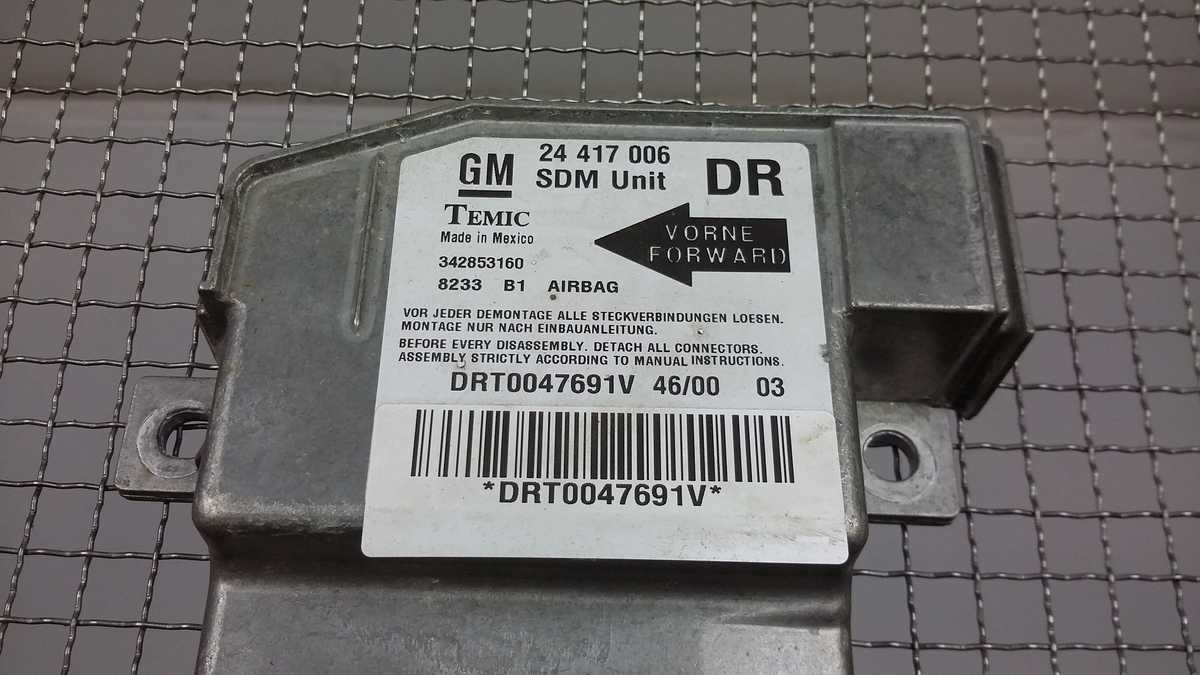 GM 24 417 006 DR
SDM Unit
TEMIC
Made in Mexico
VORNE
FORWARD
342853160
8233 B1 AIRBAG
VOR JEDER DEMONTAGE ALLE STECKVERBINDUNGEN LOESEN.
MONTAGE NUR NACH EINBAUANLEITUNG.
BEFORE EVERY DISASSEMBLY. DETACH ALL CONNECTORS.
ASSEMBLY STRICTLY ACCORDING TO MANUAL INSTRUCTIONS.
DRT0047691V 46/00 03
*DRT0047691V*